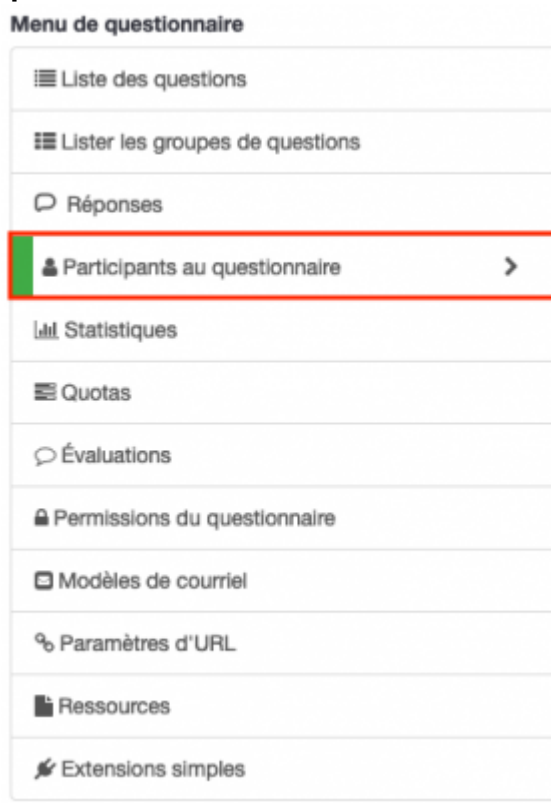 Menu de questionnaire
Liste des questions
Lister les groupes de questions
Réponses
Participants au questionnaire
Statistiques
Quotas
Évaluations
Permissions du questionnaire
Modèles de courriel
Paramètres d'URL
Ressources
Extensions simples